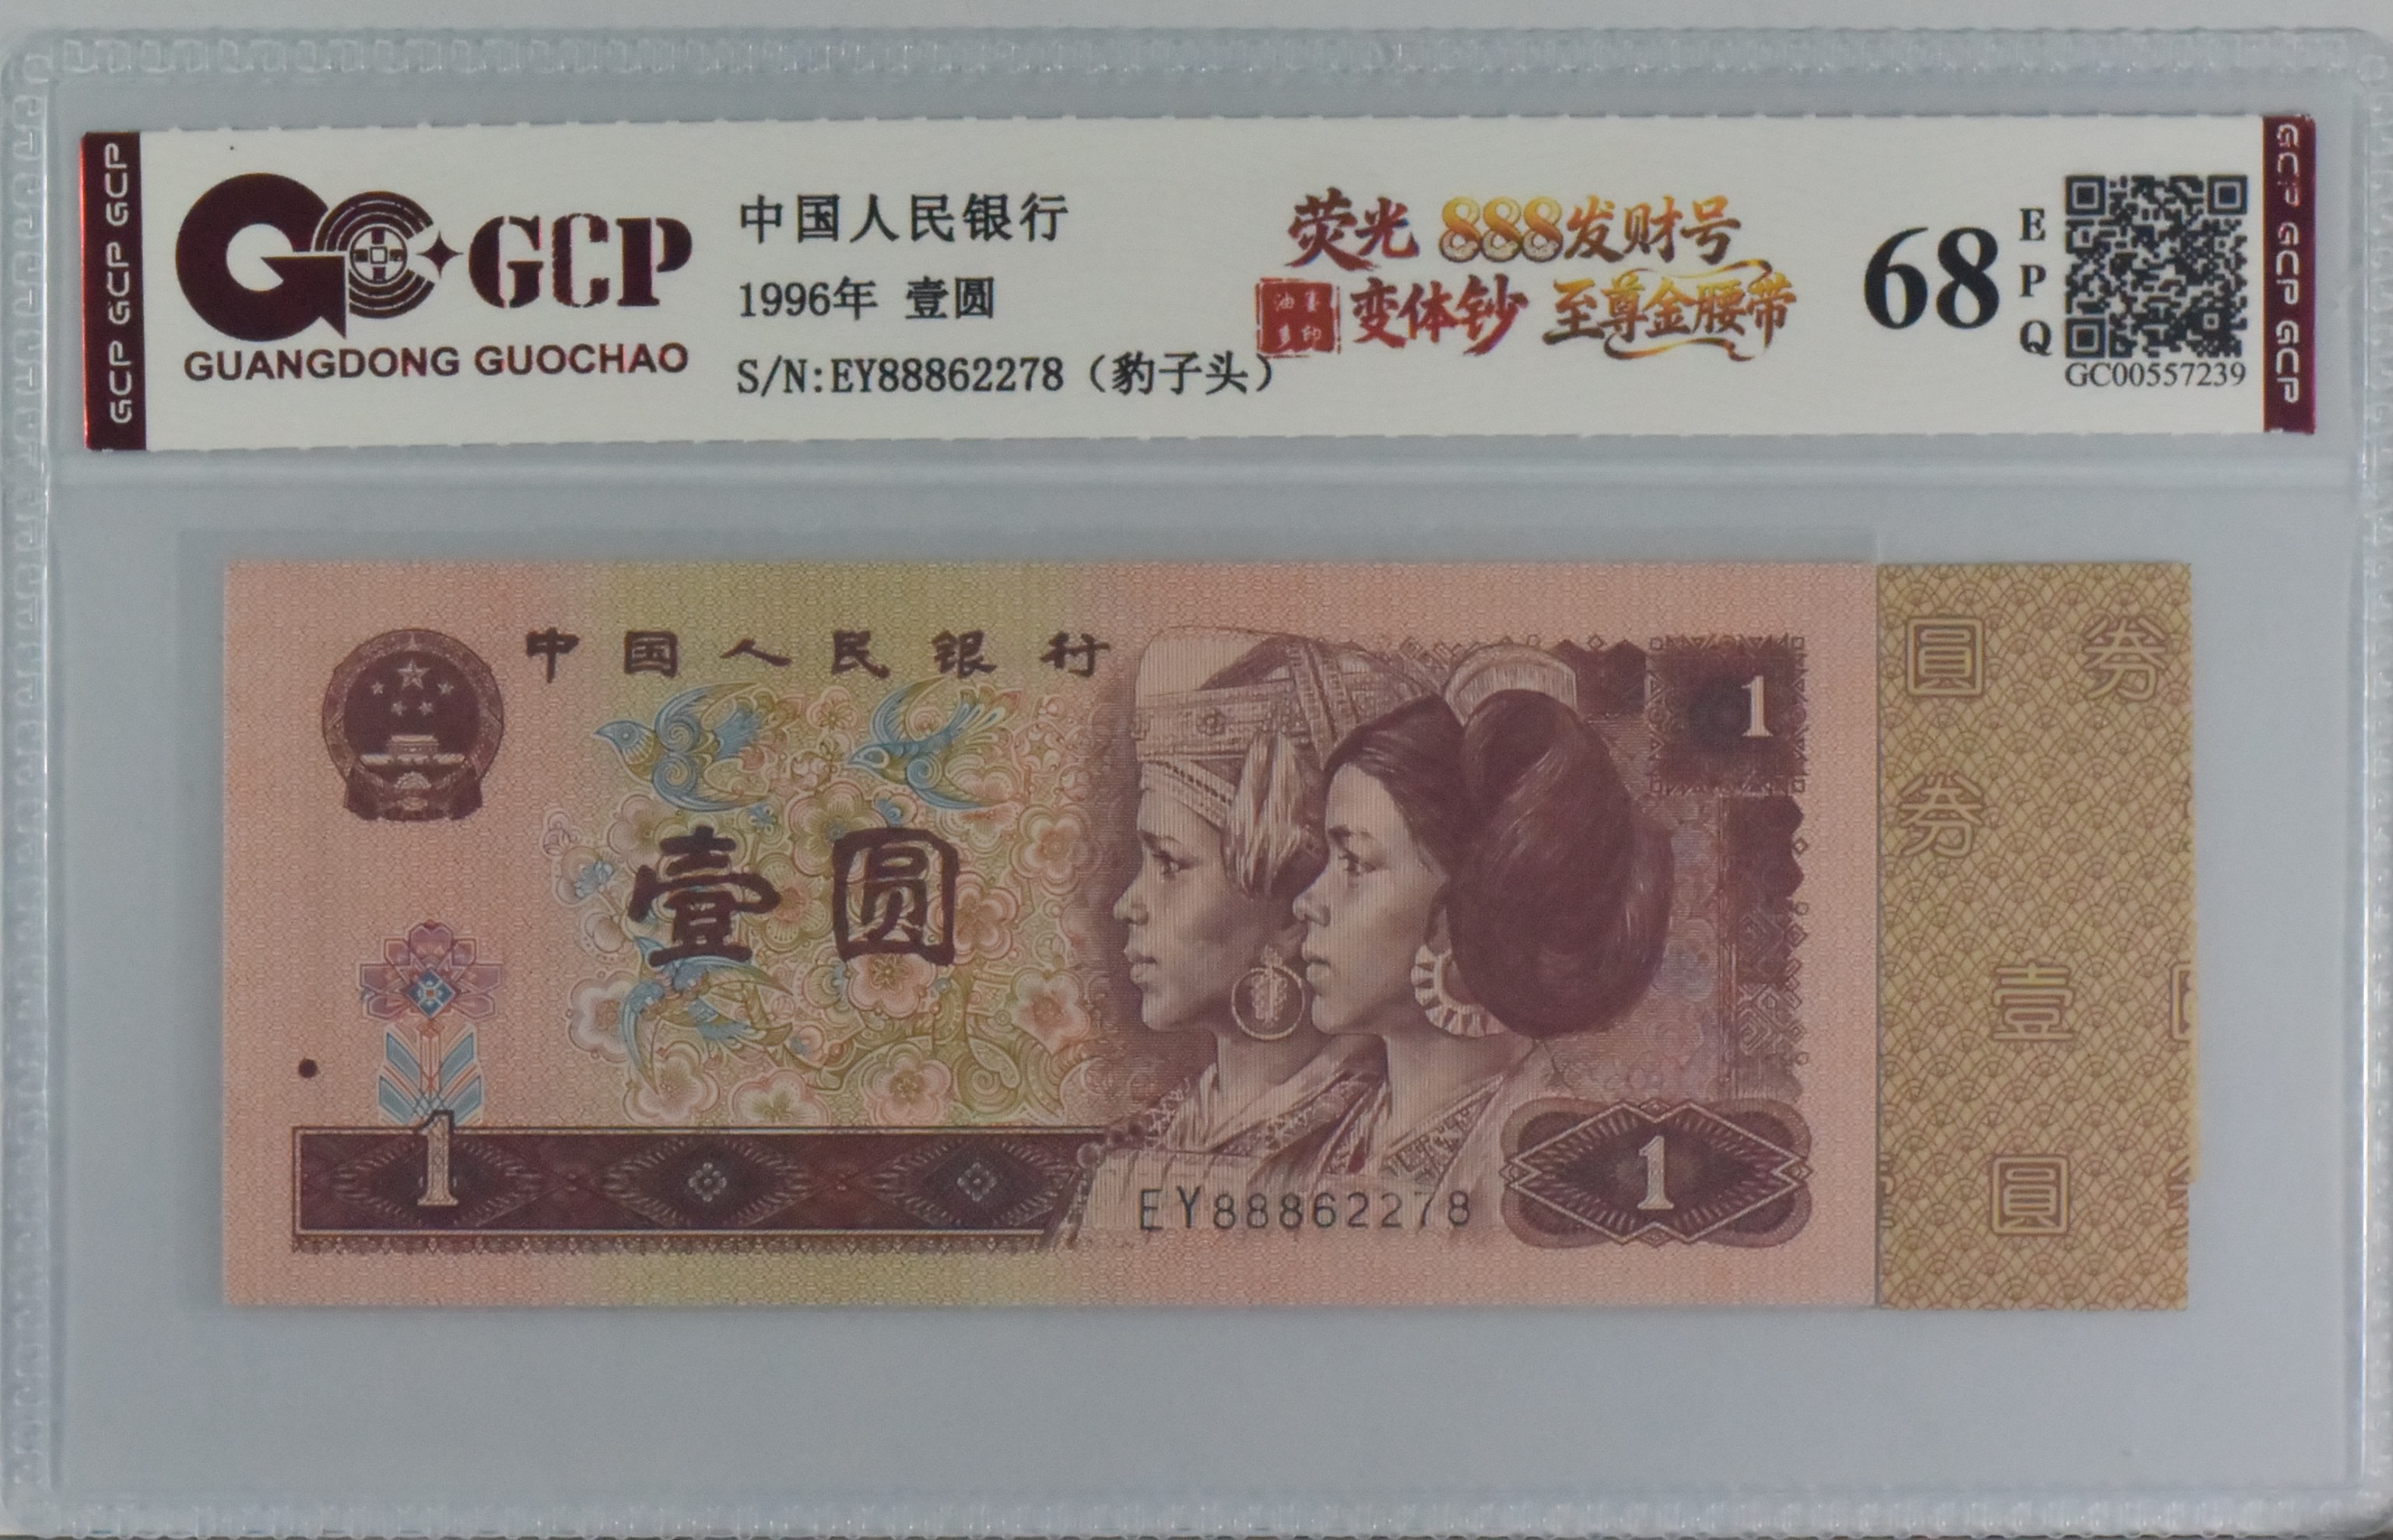 GCP GCP GCP
GCP
GUANGDONG GUOCHAO
中国人民银行
1996年 壹圆
S/N:EY88862278（豹子头）
荧光 888发财号
变体钞 至尊金腰带
68
EPQ
GC00557239
GCP GCP GCP
中国人民银行
壹圆
1
1
1
EY88862278
圓 券
券
壹
圓